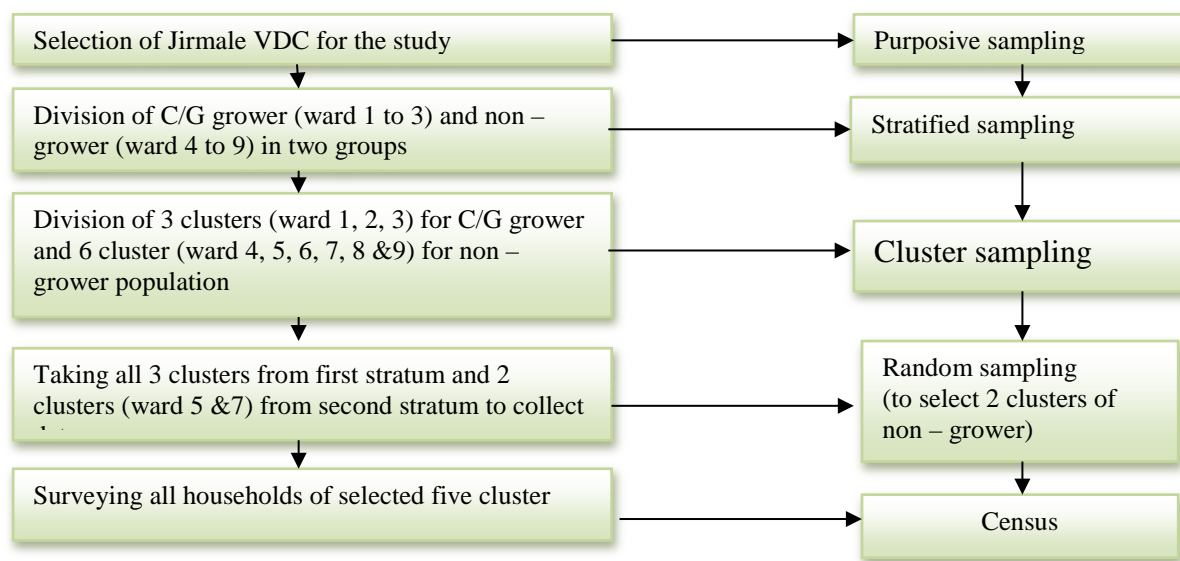 Selection of Jirmale VDC for the study
Purposive sampling
Division of C/G grower (ward 1 to 3) and non –
grower (ward 4 to 9) in two groups
Stratified sampling
Division of 3 clusters (ward 1, 2, 3) for C/G grower
and 6 cluster (ward 4, 5, 6, 7, 8 &9) for non –
grower population
Cluster sampling
Taking all 3 clusters from first stratum and 2
clusters (ward 5 &7) from second stratum to collect
Random sampling
(to select 2 clusters of
non – grower)
Surveying all households of selected five cluster
Census